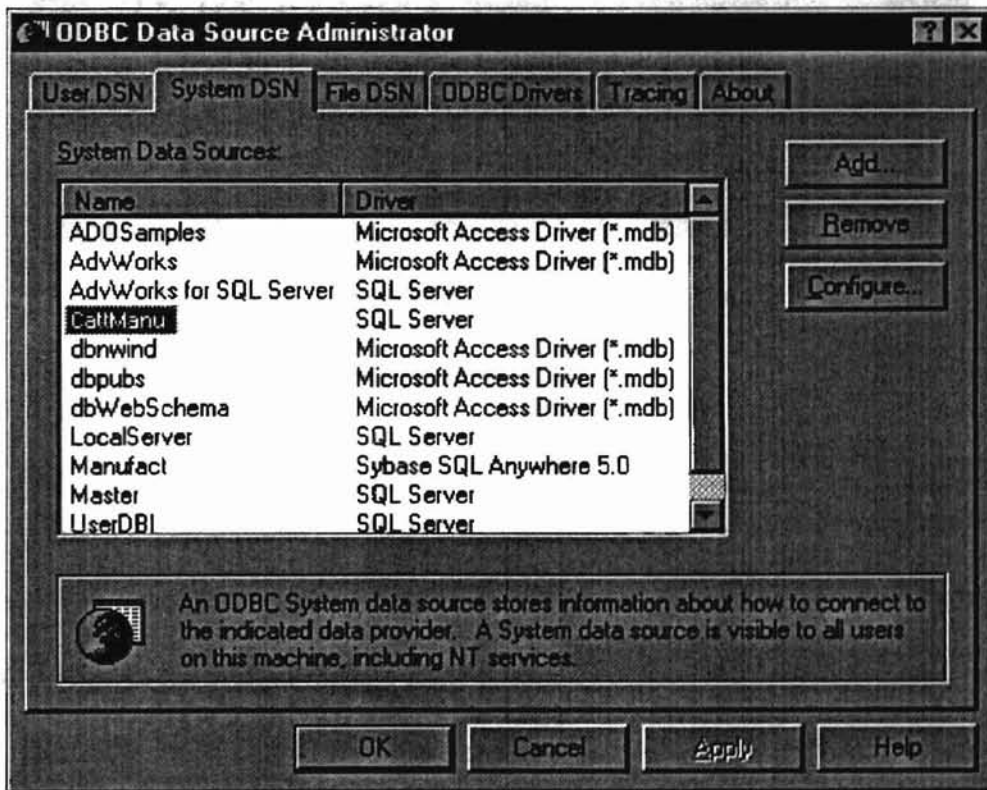 ODBC Data Source Administrator
User DSN System DSN File DSN ODBC Drivers Tracing About
System Data Sources:
Name Driver
ADOSamples Microsoft Access Driver (*.mdb)
AdvWorks Microsoft Access Driver (*.mdb)
AdvWorks for SQL Server SQL Server
SQL Server
dbnwind Microsoft Access Driver (*.mdb)
dbpubs Microsoft Access Driver (*.mdb)
dbWebSchema Microsoft Access Driver (*.mdb)
LocalServer SQL Server
Manufact Sybase SQL Anywhere 5.0
Master SQL Server
SQL Server
Add...
Remove
Configure...
An ODBC System data source stores information about how to connect to
the indicated data provider. A System data source is visible to all users
on this machine, including NT services.
OK Cancel Apply Help